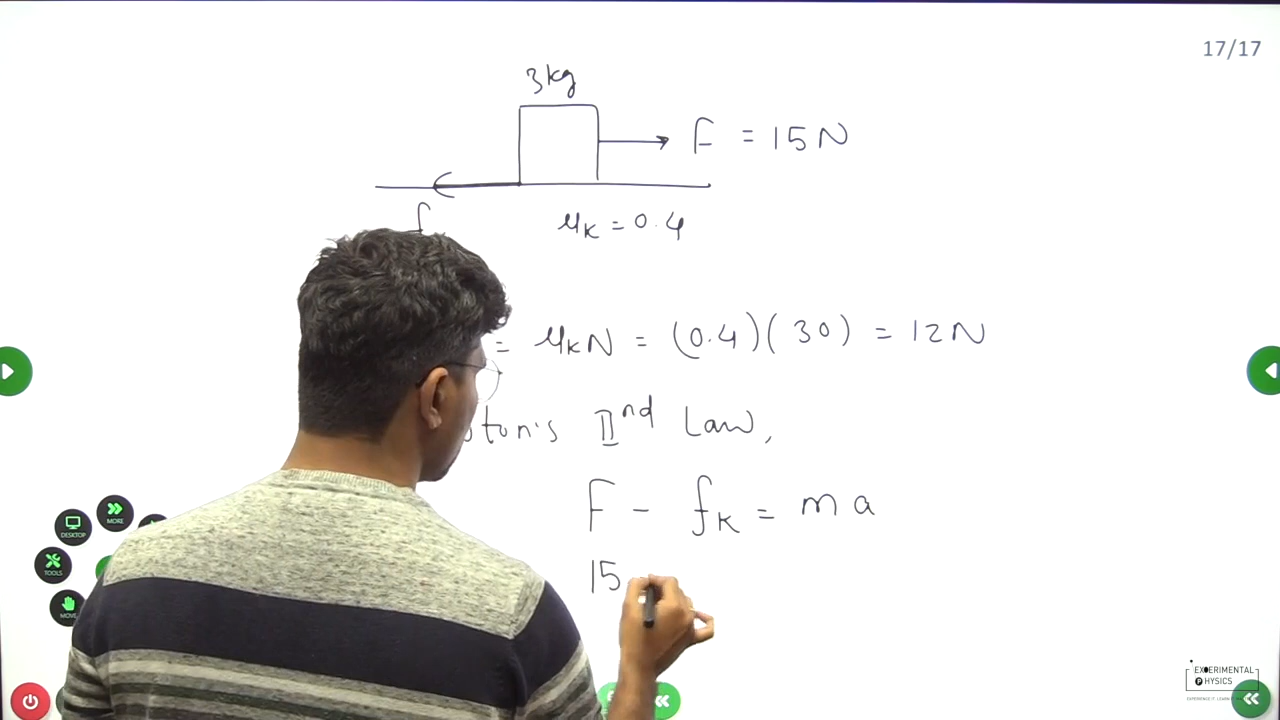 17/17
3kg
F = 15N
f
μK = 0.4
= μKN = (0.4)(30) = 12N
ton's IInd Law,
F - fK = ma
15
DESKTOP
MORE
TOOLS
MOVE
EXPERIMENTAL
PHYSICS